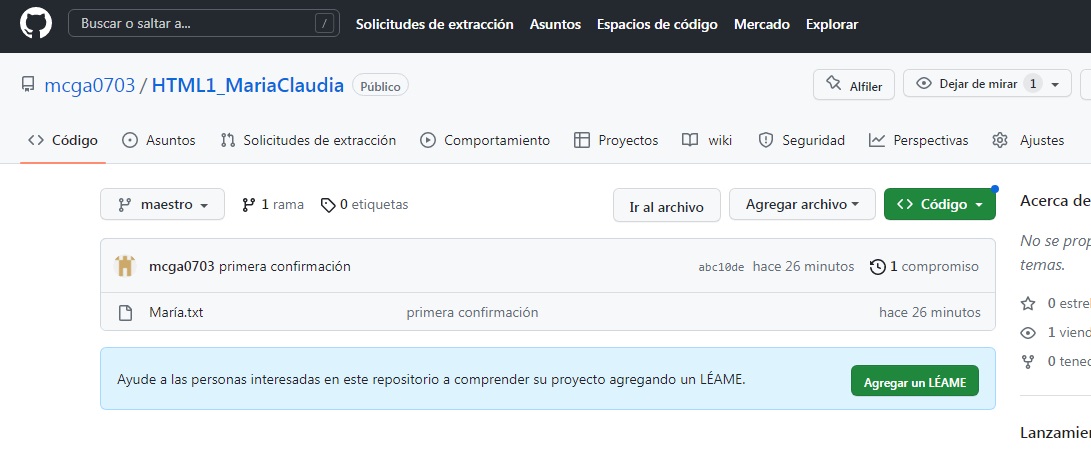 Buscar o saltar a... /
Solicitudes de extracción Asuntos Espacios de código Mercado Explorar
mcga0703 / HTML1_MariaClaudia Público
Alfiler Dejar de mirar 1
Código Asuntos Solicitudes de extracción Comportamiento Proyectos wiki Seguridad Perspectivas Ajustes
maestro 1 rama 0 etiquetas Ir al archivo Agregar archivo Código
Acerca de
No se prop
temas.
mcga0703 primera confirmación abc10de hace 26 minutos 1 compromiso
María.txt primera confirmación hace 26 minutos
0 estrel
1 viend
0 tened
Ayude a las personas interesadas en este repositorio a comprender su proyecto agregando un LÉAME. Agregar un LÉAME
Lanzamier